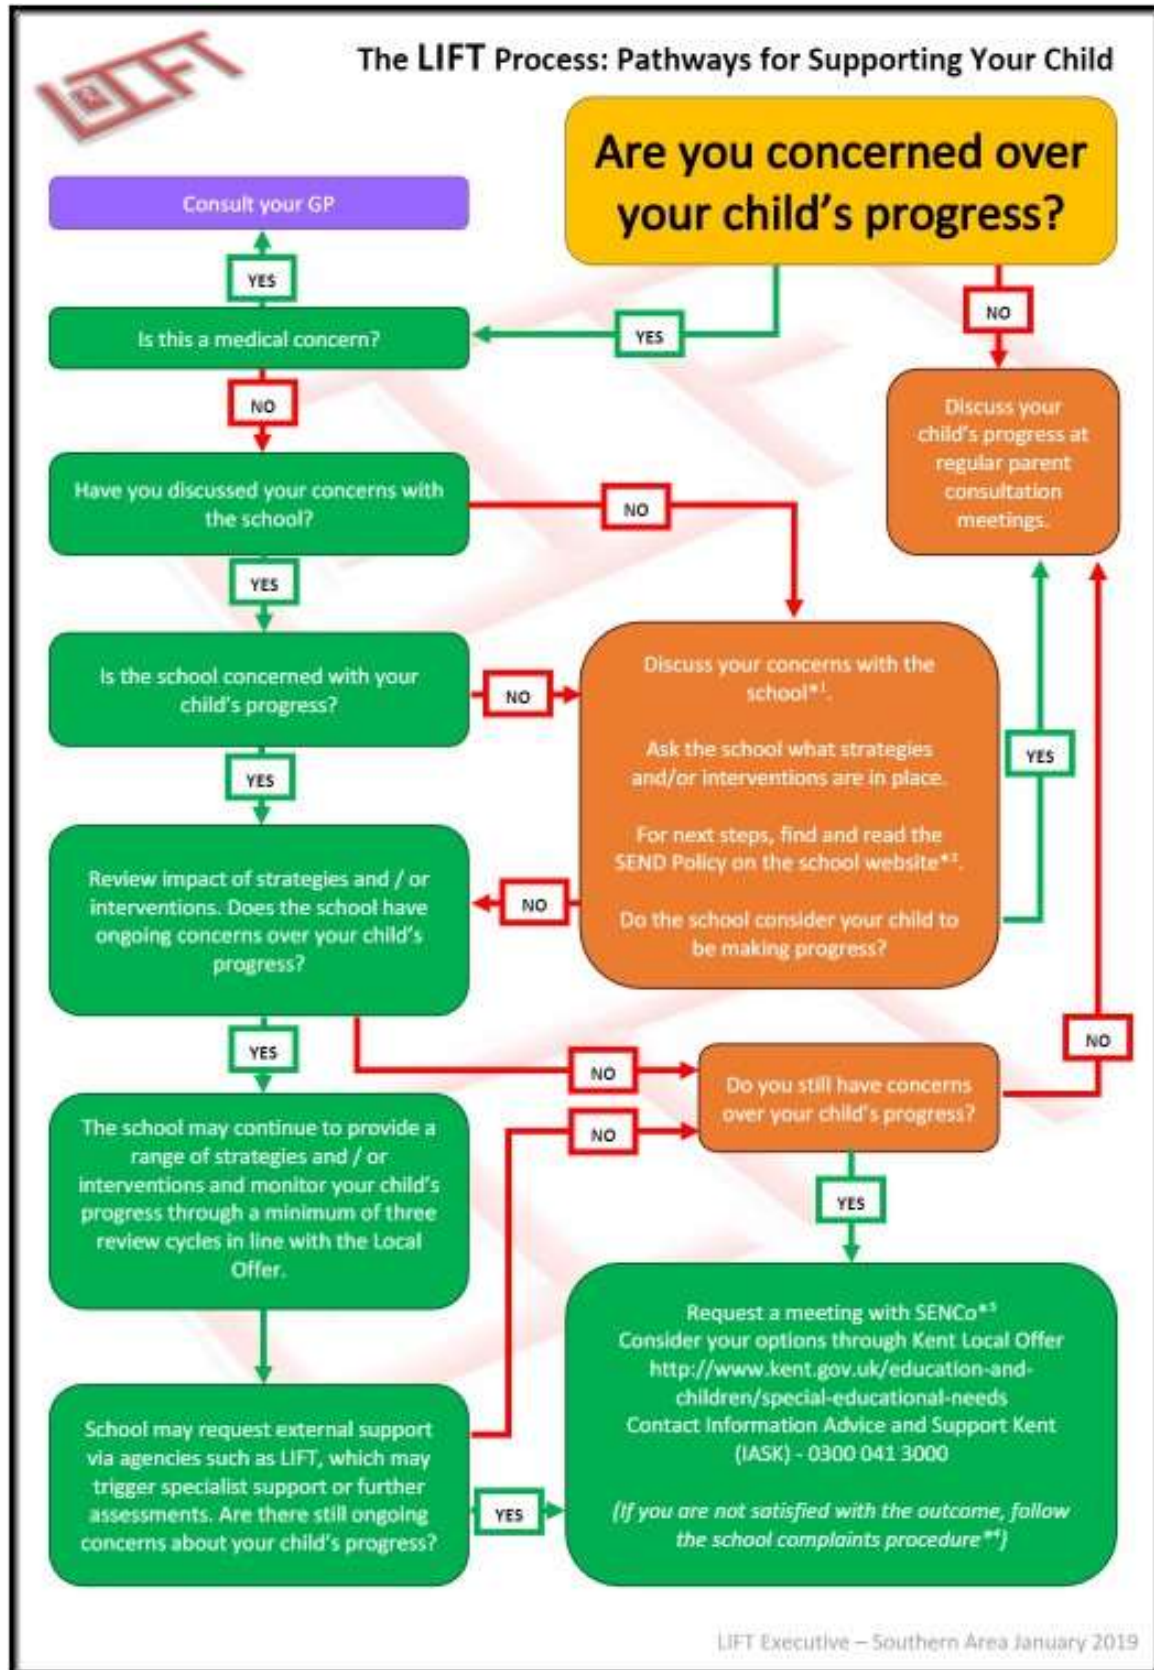 LIFT
The LIFT Process: Pathways for Supporting Your Child
Are you concerned over
your child's progress?
Consult your GP
YES
Is this a medical concern?
YES
NO
NO
Discuss your
child's progress at
regular parent
consultation
meetings.
Have you discussed your concerns with
the school?
NO
YES
Is the school concerned with your
child's progress?
NO
Discuss your concerns with the
school*1.
Ask the school what strategies
and/or interventions are in place.
For next steps, find and read the
SEND Policy on the school website*2.
Do the school consider your child to
be making progress?
YES
YES
Review impact of strategies and / or
interventions. Does the school have
ongoing concerns over your child's
progress?
NO
YES
NO
NO
Do you still have concerns
over your child's progress?
NO
The school may continue to provide a
range of strategies and / or
interventions and monitor your child's
progress through a minimum of three
review cycles in line with the Local
Offer.
YES
School may request external support
via agencies such as LIFT, which may
trigger specialist support or further
assessments. Are there still ongoing
concerns about your child's progress?
YES
Request a meeting with SENCo*3
Consider your options through Kent Local Offer
http://www.kent.gov.uk/education-and-
children/special-educational-needs
Contact Information Advice and Support Kent
(IASK) - 0300 041 3000
(If you are not satisfied with the outcome, follow
the school complaints procedure*4)
LIFT Executive – Southern Area January 2019